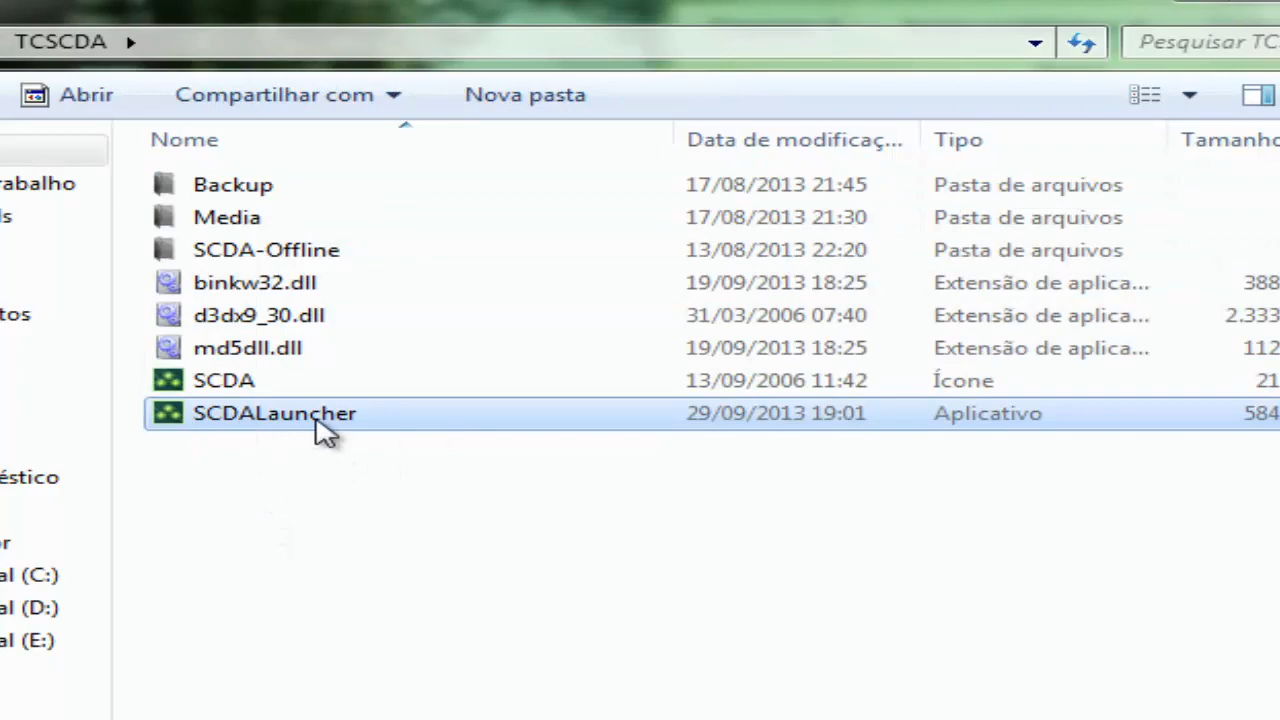 TCSCDA
Pesquisar TC
Abrir Compartilhar com Nova pasta
Nome Data de modificaç... Tipo Tamanho
rabalho
ls
tos
éstico
or
al (C:)
al (D:)
al (E:)
Backup 17/08/2013 21:45 Pasta de arquivos
Media 17/08/2013 21:30 Pasta de arquivos
SCDA-Offline 13/08/2013 22:20 Pasta de arquivos
binkw32.dll 19/09/2013 18:25 Extensão de aplica... 388
d3dx9_30.dll 31/03/2006 07:40 Extensão de aplica... 2.333
md5dll.dll 19/09/2013 18:25 Extensão de aplica... 112
SCDA 13/09/2006 11:42 Ícone 21
SCDALauncher 29/09/2013 19:01 Aplicativo 584